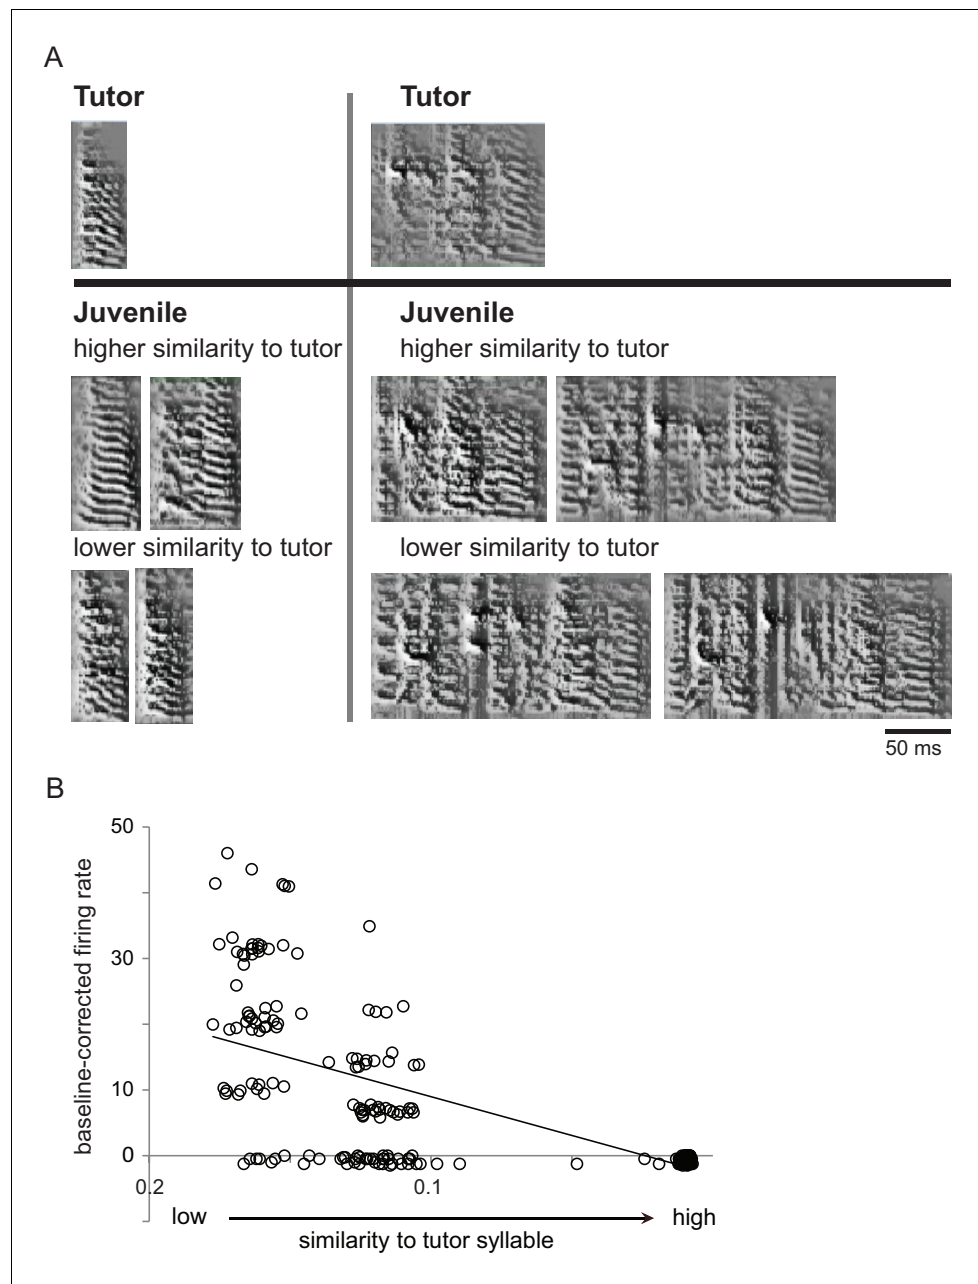 A
Tutor
Tutor
Juvenile
higher similarity to tutor
Juvenile
higher similarity to tutor
lower similarity to tutor
lower similarity to tutor
50 ms
B
baseline-corrected firing rate
50
30
10
0
0.2
0.1
low
high
similarity to tutor syllable